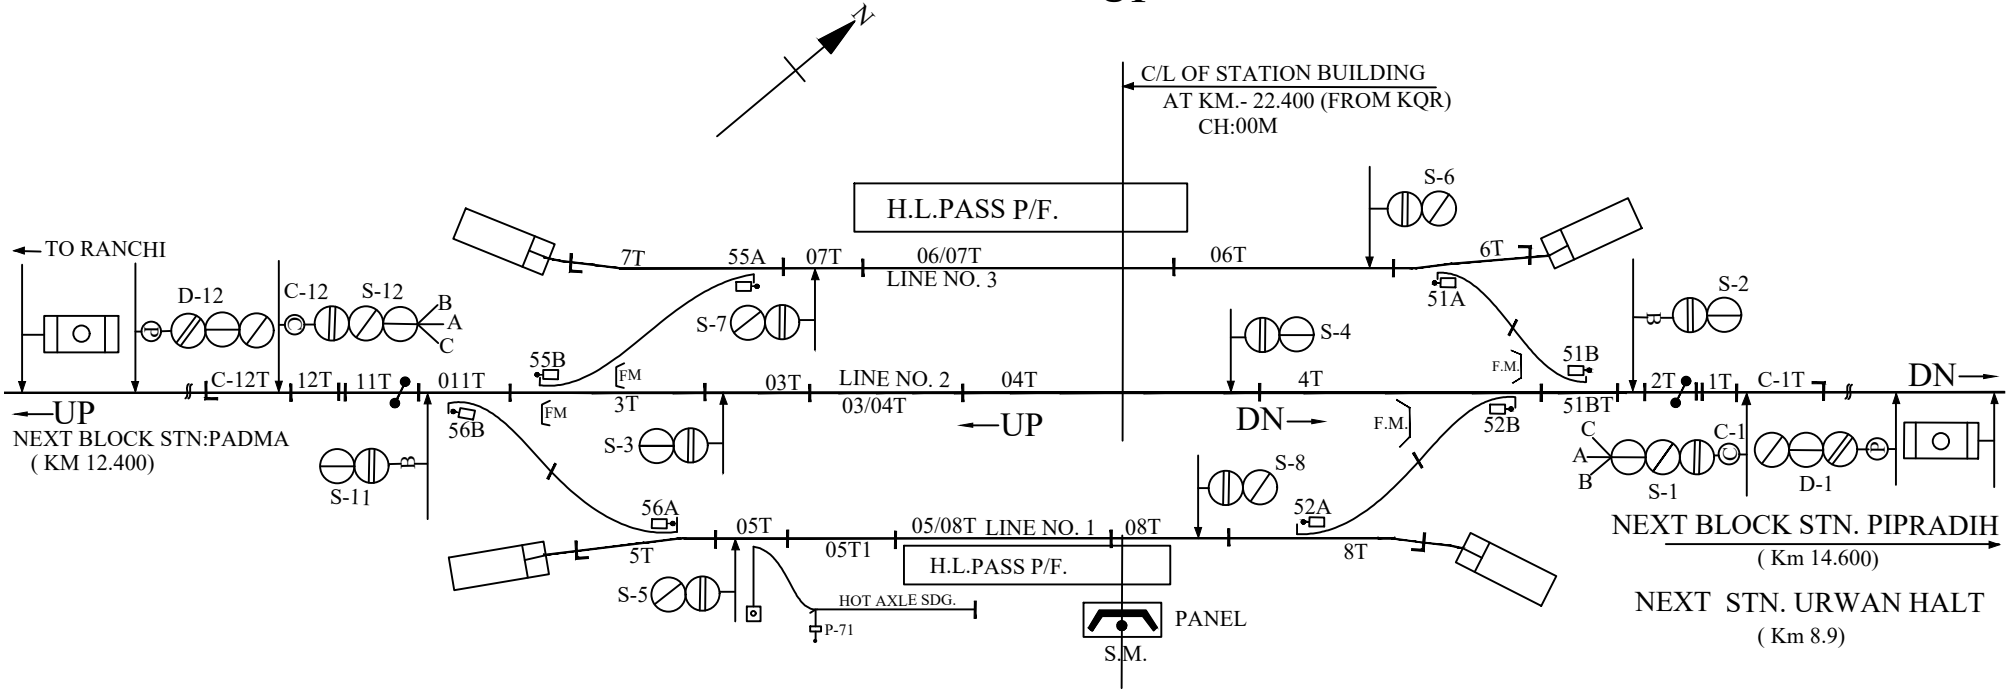 N
C/L OF STATION BUILDING
AT KM.- 22.400 (FROM KQR)
CH:00M
S-6
H.L.PASS P/F.
TO RANCHI
7T
55A
07T
06/07T
06T
6T
LINE NO. 3
51A
S-2
D-12
C-12
S-12
B
A
C
P
C
S-7
S-4
B
55B
FM
F.M.
51B
C-12T
12T
11T
011T
3T
03T
LINE NO. 2
03/04T
04T
4T
51BT
2T
1T
C-1T
DN
UP
NEXT BLOCK STN:PADMA
( KM 12.400)
56B
FM
UP
DN
F.M.
52B
S-3
S-11
B
S-8
C
A
B
S-1
C-1
C
D-1
P
56A
52A
05T
05/08T
LINE NO. 1
08T
5T
05T1
8T
NEXT BLOCK STN. PIPRADIH
( Km 14.600)
H.L.PASS P/F.
S-5
HOT AXLE SDG.
P-71
PANEL
S.M.
NEXT STN. URWAN HALT
( Km 8.9)